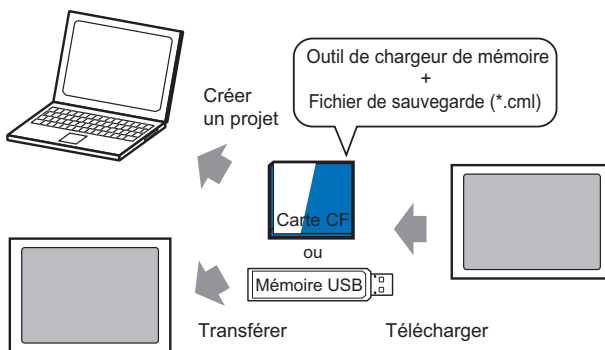 Outil de chargeur de mémoire
+
Fichier de sauvegarde (*.cml)
Créer
un projet
Carte CF
ou
Mémoire USB
Transférer
Télécharger